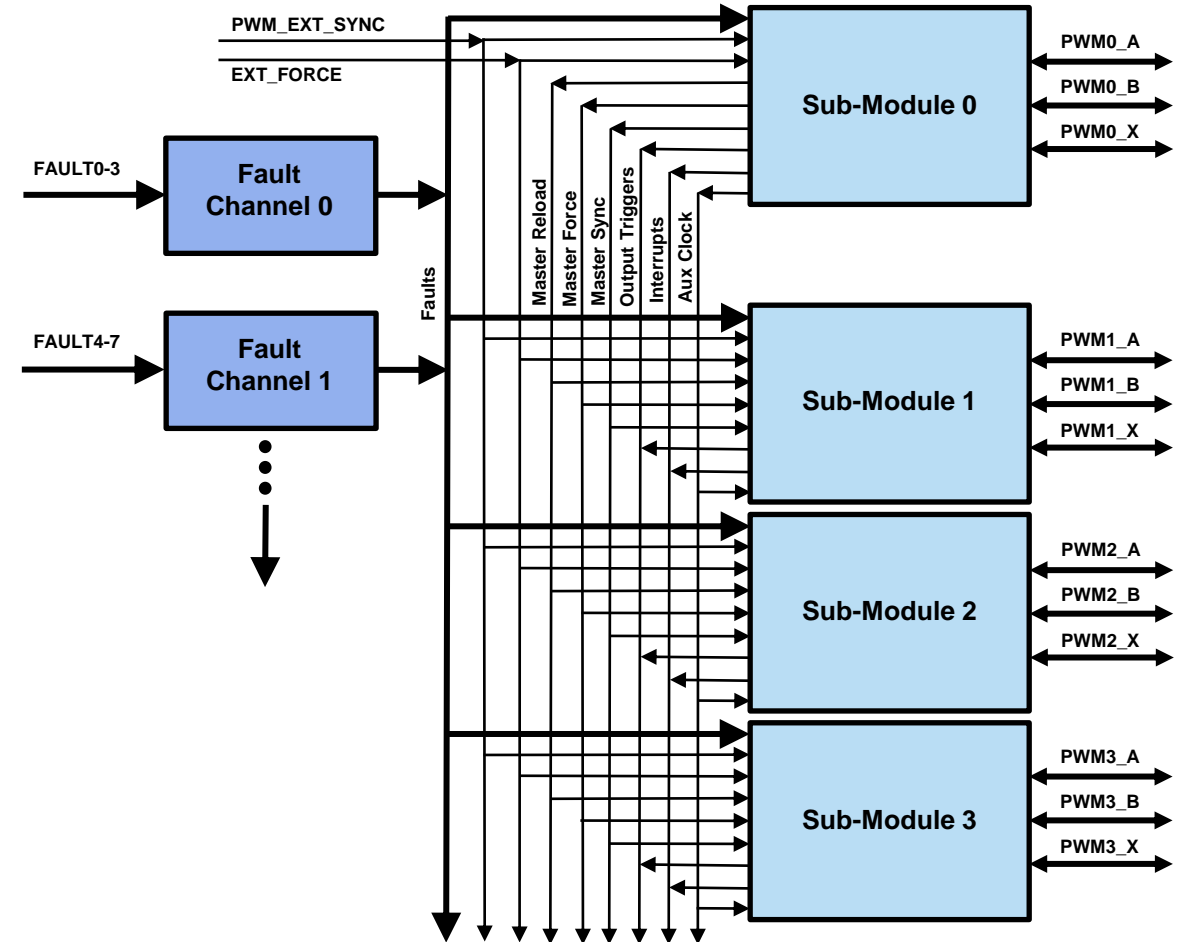 PWM_EXT_SYNC
EXT_FORCE
FAULT0-3
Fault
Channel 0
FAULT4-7
Fault
Channel 1
Faults
Master Reload
Master Force
Master Sync
Output Triggers
Interrupts
Aux Clock
Sub-Module 0
PWM0_A
PWM0_B
PWM0_X
Sub-Module 1
PWM1_A
PWM1_B
PWM1_X
Sub-Module 2
PWM2_A
PWM2_B
PWM2_X
Sub-Module 3
PWM3_A
PWM3_B
PWM3_X